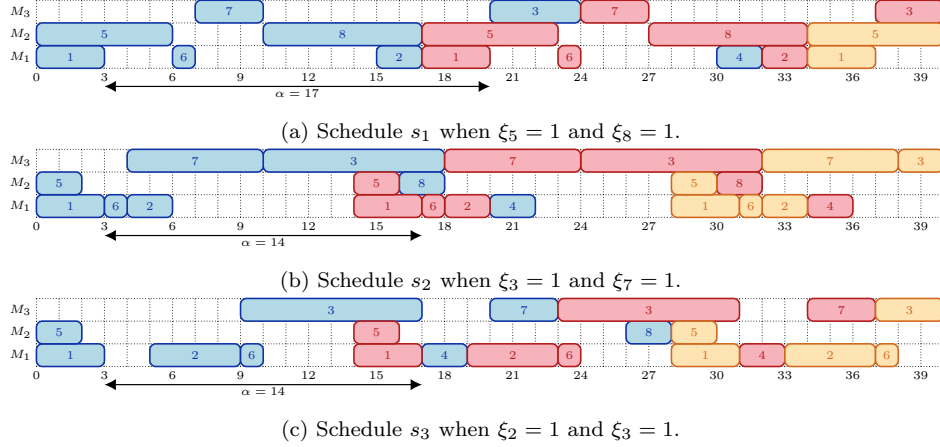 M3 7 3 7 3
M2 5 8 5 8 5
M1 1 6 2 1 6 4 2 1
0 3 6 9 12 15 21 24 27 30 33 36 39
α = 17
(a) Schedule s1 when ξ5 = 1 and ξ8 = 1.
M3 7 3 7 3 7 3
M2 5 5 8 5 8
M1 1 6 2 1 6 2 4 1 6 2 4
0 3 6 9 12 15 21 24 27 30 33 36 39
α = 14
(b) Schedule s2 when ξ3 = 1 and ξ7 = 1.
M3 3 7 3 7 3
M2 5 5 8 5
M1 1 2 6 1 4 2 6 1 4 2 6
0 3 6 9 12 15 21 24 27 30 33 36 39
α = 14
(c) Schedule s3 when ξ2 = 1 and ξ3 = 1.